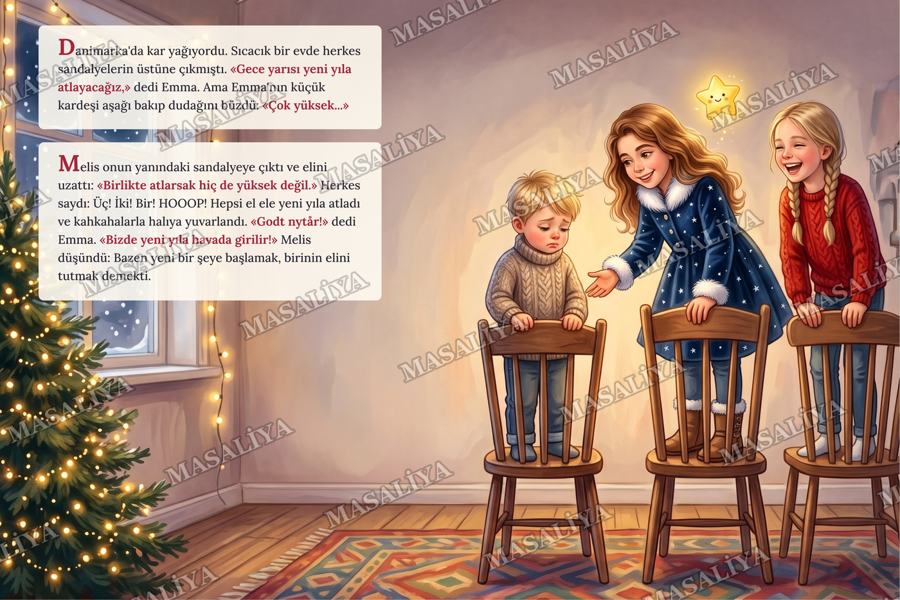 Danimarka'da kar yağıyordu. Sıcacık bir evde herkes
sandalyelerin üstüne çıkmıştı. «Gece yarısı yeni yıla
atlayacağız,» dedi Emma. Ama Emma'nın küçük
kardeşi aşağı bakıp dudağını büzdü: «Çok yüksek...»
Melis onun yanındaki sandalyeye çıktı ve elini
uzattı: «Birlikte atlarsak hiç de yüksek değil.» Herkes
saydı: Üç! İki! Bir! HOOOP! Hepsi el ele yeni yıla atladı
ve kahkahalarla halıya yuvarlandı. «Godt nytår!» dedi
Emma. «Bizde yeni yıla havada girilir!» Melis
düşündü: Bazen yeni bir şeye başlamak, birinin elini
tutmak demekti.
MASALİYA